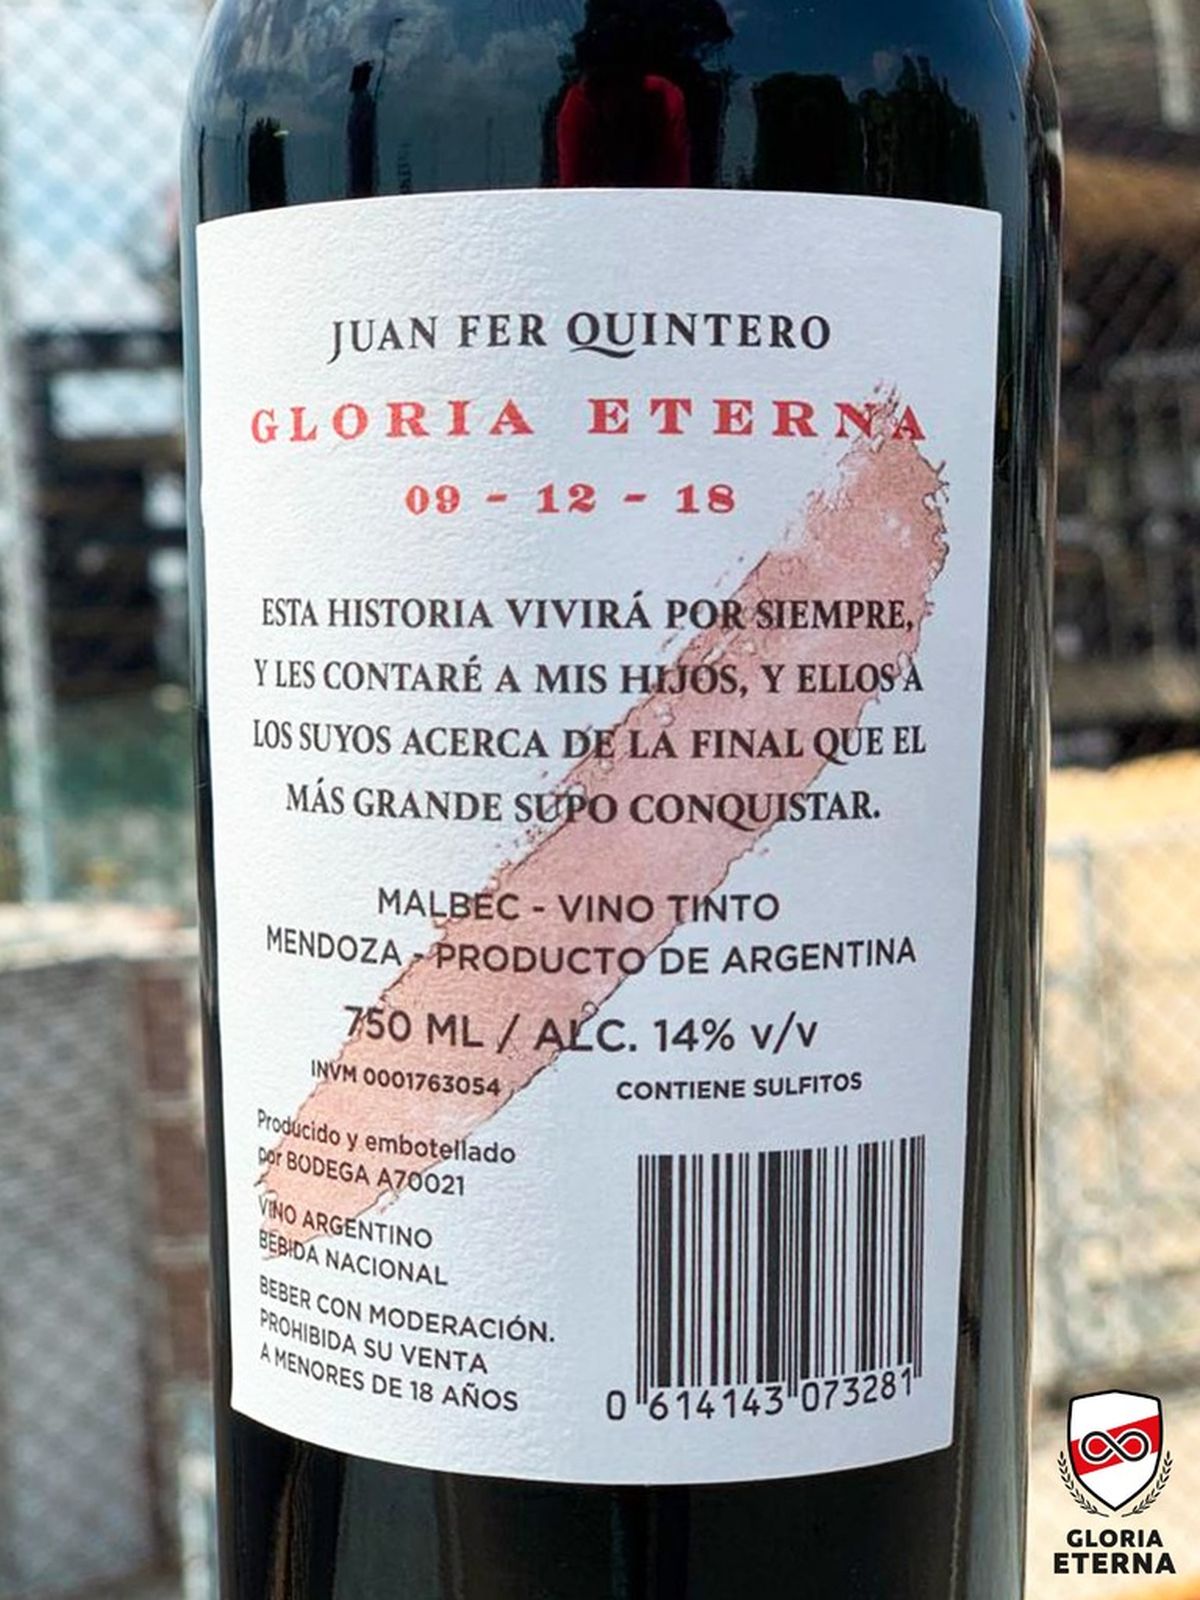 JUAN FER QUINTERO
GLORIA ETERNA
09 - 12 - 18
ESTA HISTORIA VIVIRÁ POR SIEMPRE,
Y LES CONTARÉ A MIS HIJOS, Y ELLOS A
LOS SUYOS ACERCA DE LA FINAL QUE EL
MÁS GRANDE SUPO CONQUISTAR.
MALBEC - VINO TINTO
MENDOZA - PRODUCTO DE ARGENTINA
750 ML / ALC. 14% v/v
INVM 0001763054
CONTIENE SULFITOS
Producido y embotellado
por BODEGA A70021
VINO ARGENTINO
BEBIDA NACIONAL
BEBER CON MODERACIÓN.
PROHIBIDA SU VENTA
A MENORES DE 18 AÑOS
0 614143 073281
GLORIA
ETERNA